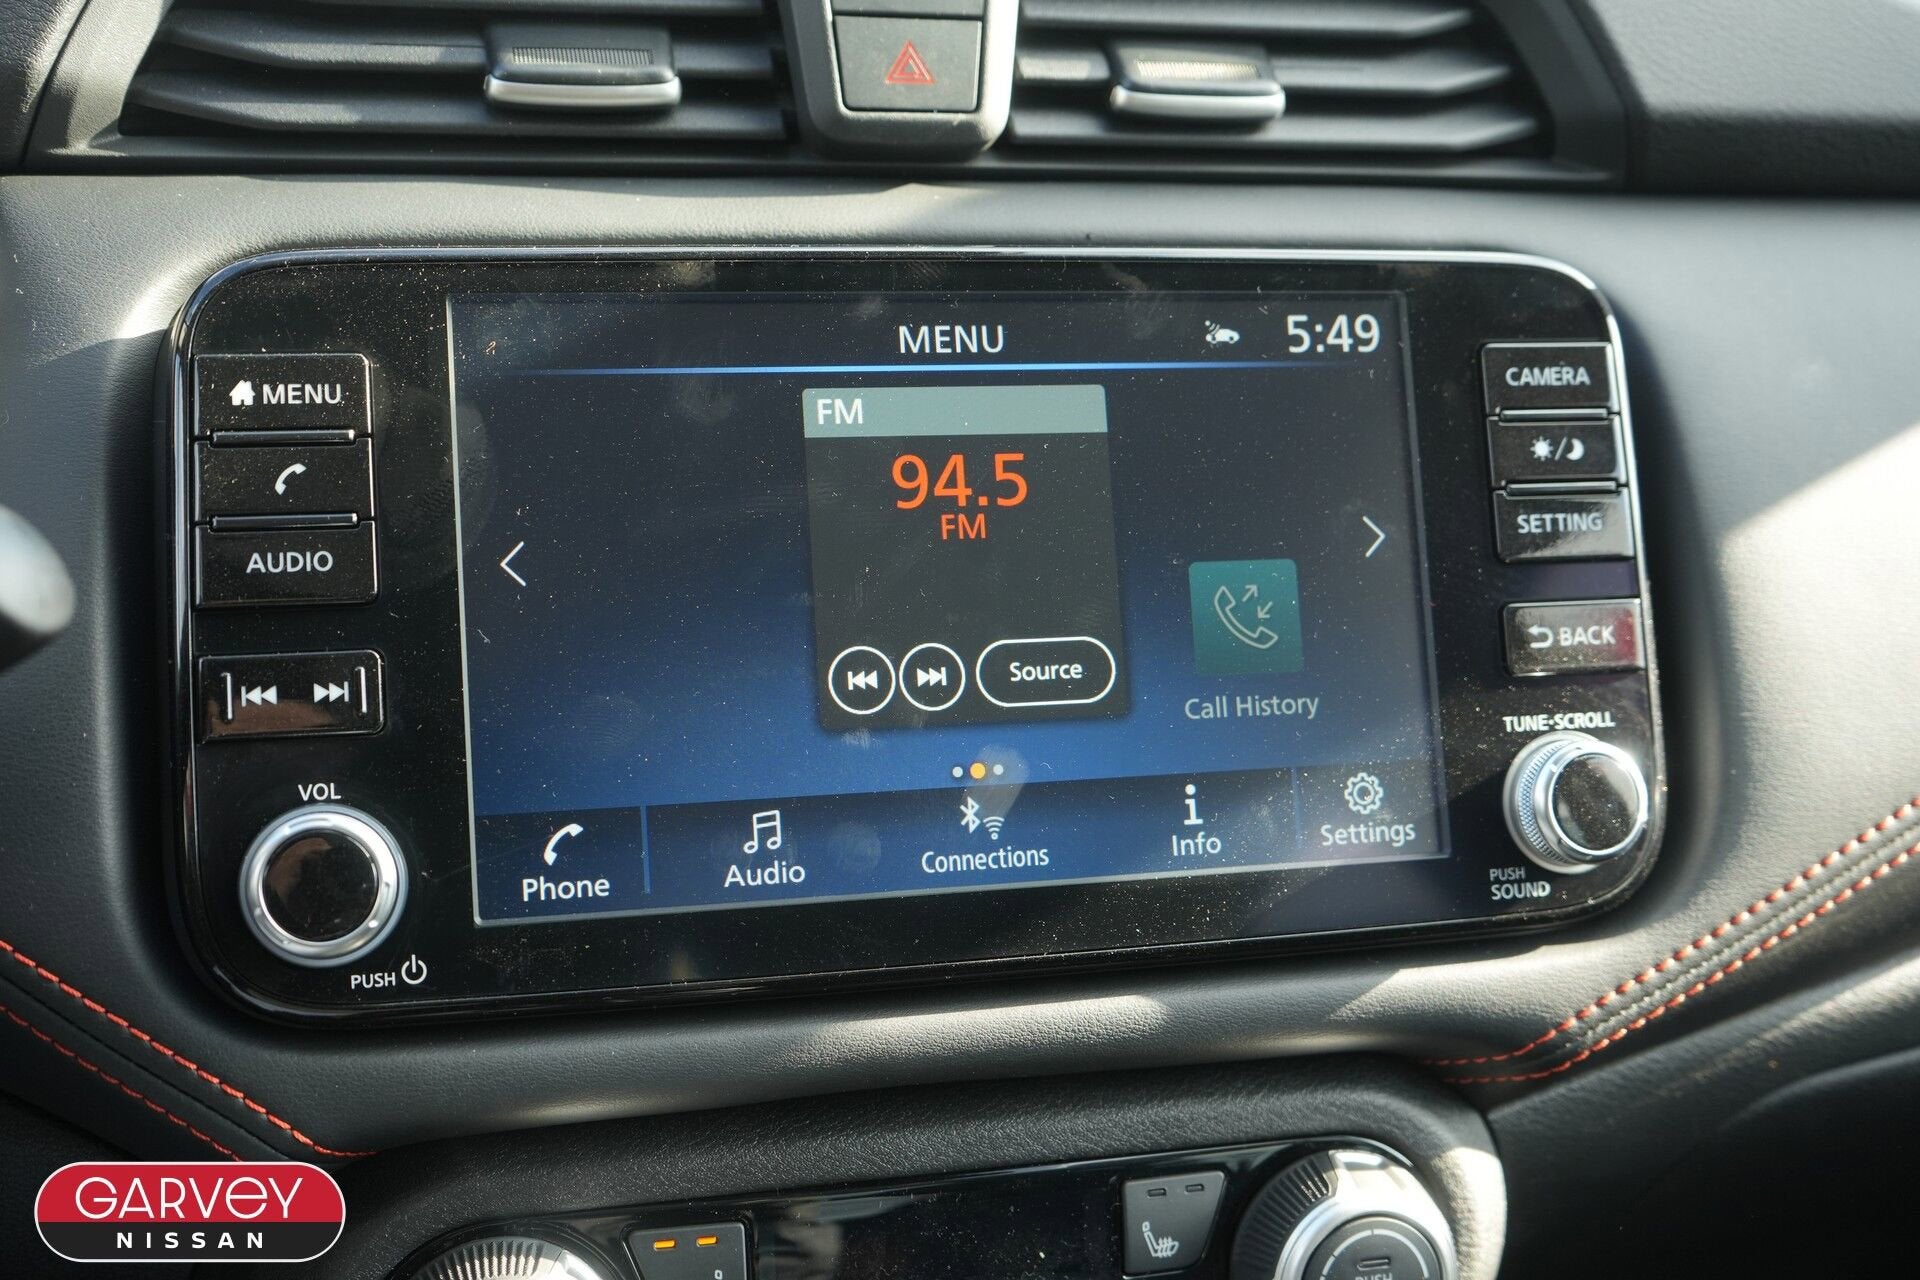 MENU
5:49
MENU
AUDIO
VOL
PUSH
FM
94.5
FM
Source
Call History
Phone
Audio
Connections
Info
Settings
CAMERA
SETTING
BACK
TUNE·SCROLL
PUSH
SOUND
PUSH
GARVEY
NISSAN